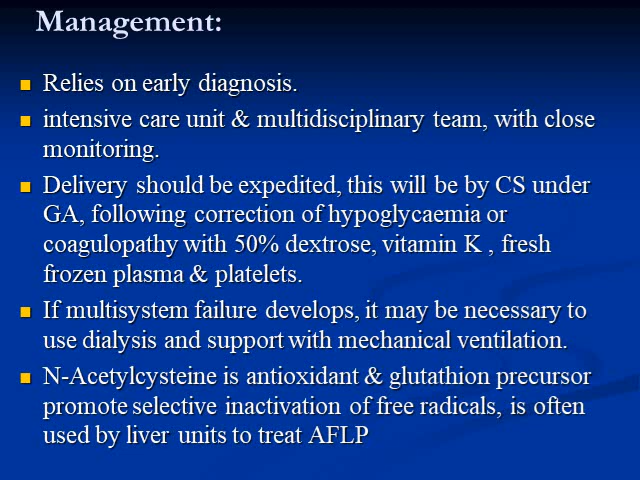 Management:
Relies on early diagnosis.
intensive care unit & multidisciplinary team, with close
monitoring.
Delivery should be expedited, this will be by CS under
GA, following correction of hypoglycaemia or
coagulopathy with 50% dextrose, vitamin K , fresh
frozen plasma & platelets.
If multisystem failure develops, it may be necessary to
use dialysis and support with mechanical ventilation.
N-Acetylcysteine is antioxidant & glutathion precursor
promote selective inactivation of free radicals, is often
used by liver units to treat AFLP